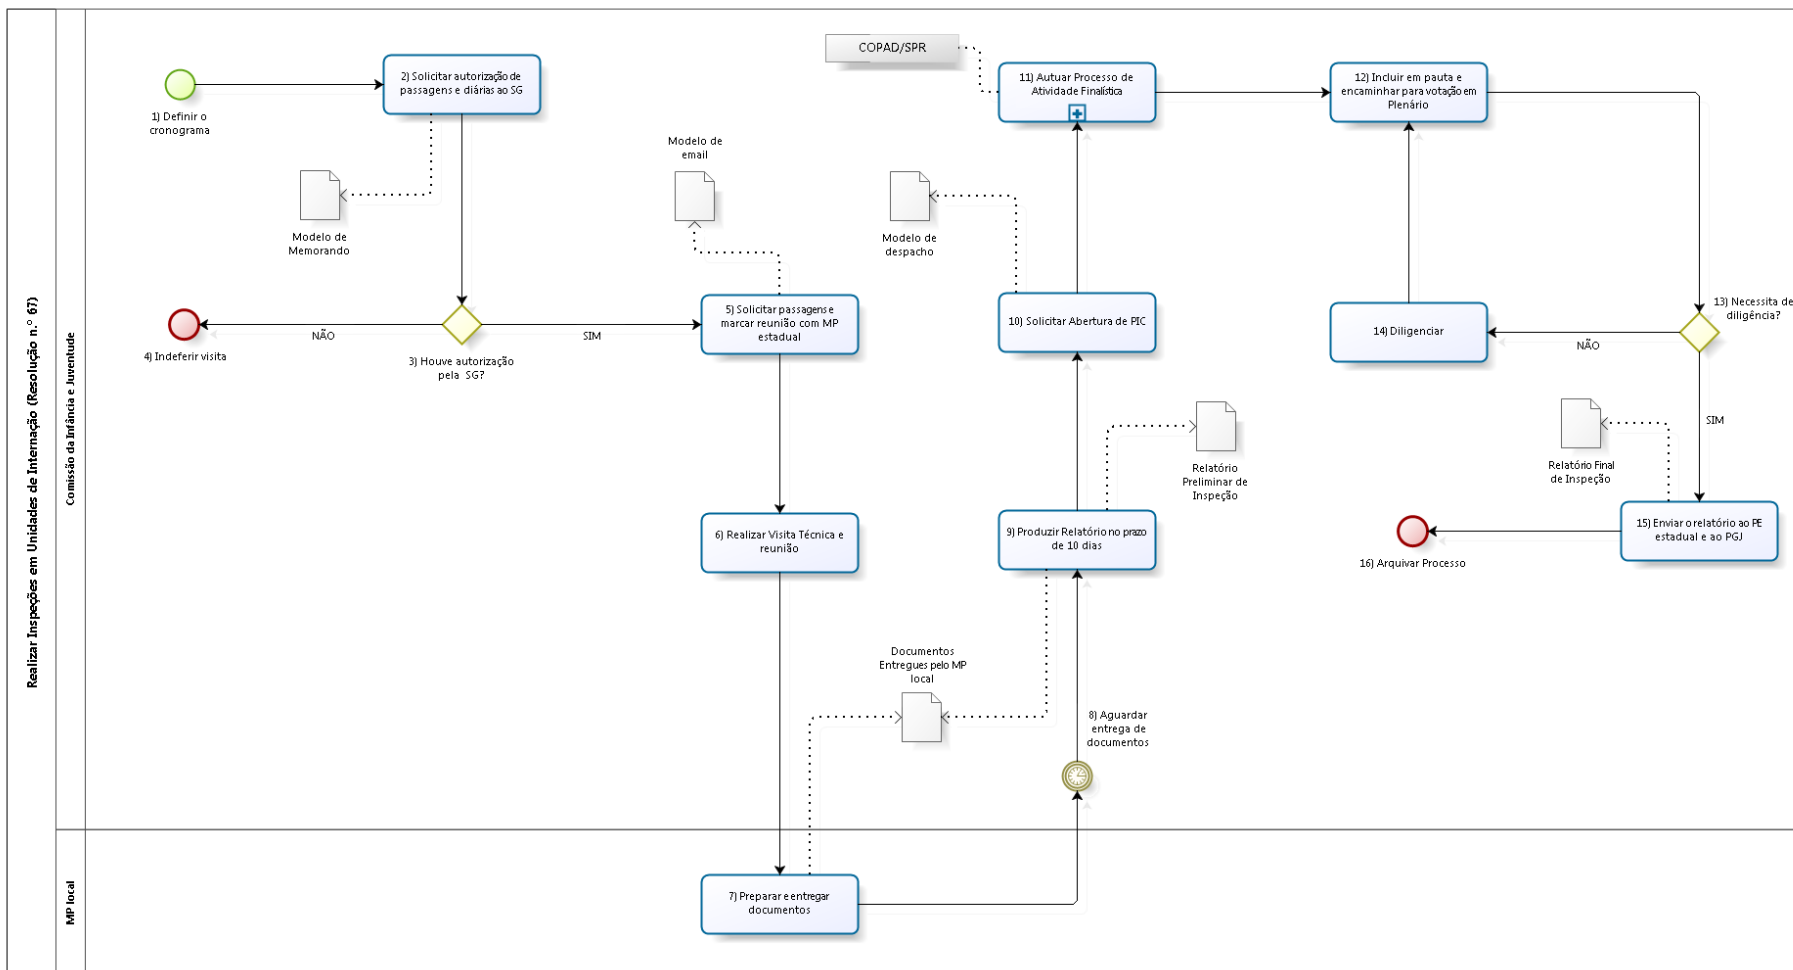 Realizar Inspeções em Unidades de Internação (Resolução n.° 67)
Comissão da Infância e Juventude
MP local
1) Definir o
cronograma
2) Solicitar autorização de
passagens e diárias ao SG
Modelo de
Memorando
3) Houve autorização
pela SG?
NÃO
SIM
4) Indeferir visita
Modelo de
email
5) Solicitar passagens e
marcar reunião com MP
estadual
6) Realizar Visita Técnica e
reunião
7) Preparar e entregar
documentos
Documentos
Entregues pelo MP
local
8) Aguardar
entrega de
documentos
9) Produzir Relatório no prazo
de 10 dias
Relatório
Preliminar de
Inspeção
10) Solicitar Abertura de PIC
Modelo de
despacho
COPAD/SPR
11) Autuar Processo de
Atividade Finalística
12) Incluir em pauta e
encaminhar para votação em
Plenário
13) Necessita de
diligência?
NÃO
14) Diligenciar
SIM
Relatório Final
de Inspeção
15) Enviar o relatório ao PE
estadual e ao PGJ
16) Arquivar Processo